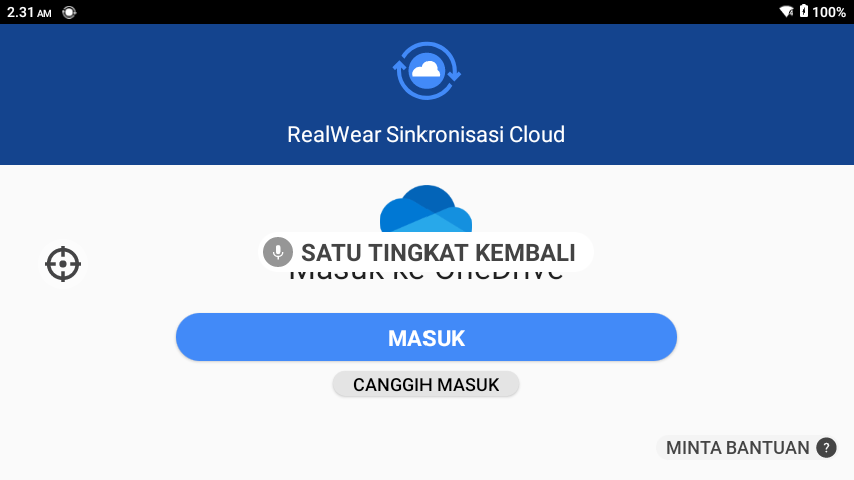 2.31 AM
100%
RealWear Sinkronisasi Cloud
SATU TINGKAT KEMBALI
Masuk ke OneDrive
MASUK
CANGGIH MASUK
MINTA BANTUAN ?